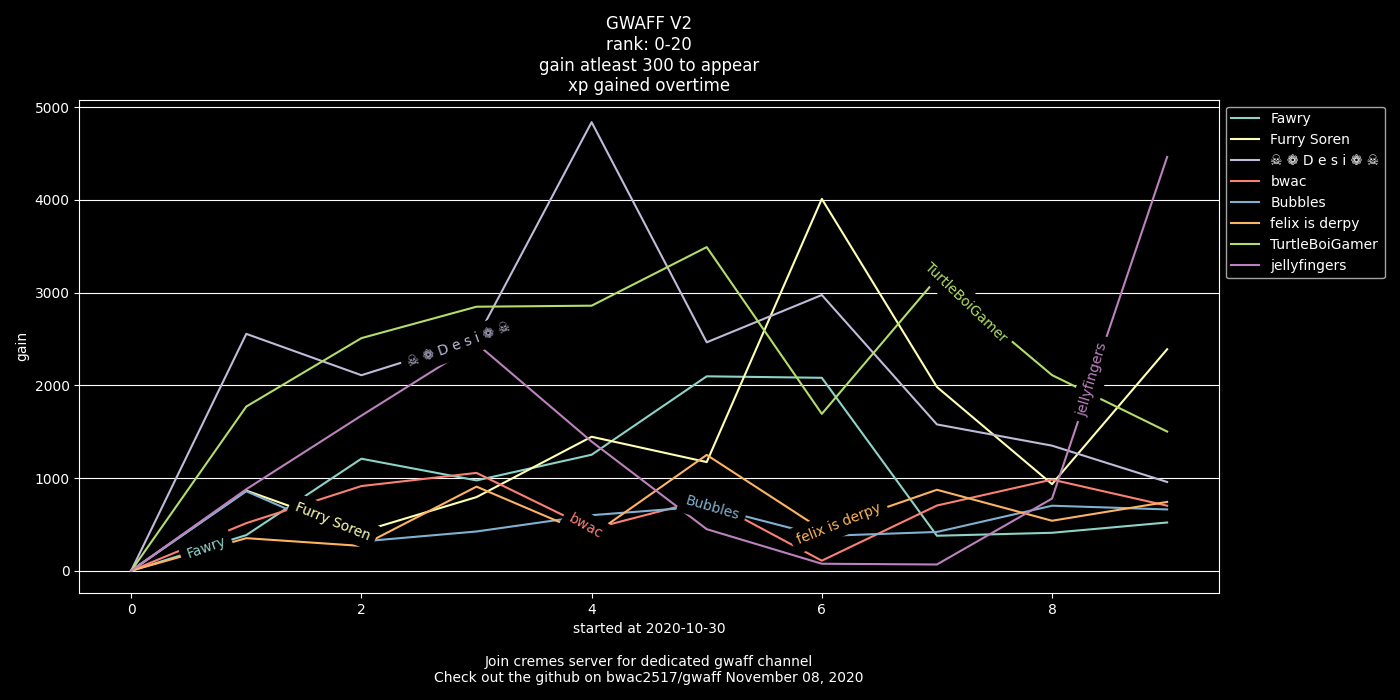 GWAFF V2
rank: 0-20
gain atleast 300 to appear
xp gained overtime
5000
4000
3000
2000
1000
0
gain
Fawry
Furry Soren
☠ ❁ D e s i ❁ ☠
bwac
Bubbles
felix is derpy
TurtleBoiGamer
jellyfingers
Fawry
Furry Soren
☠ ❁ D e s i ❁ ☠
bwac
Bubbles
felix is derpy
TurtleBoiGamer
jellyfingers
0 2 4 6 8
started at 2020-10-30
Join cremes server for dedicated gwaff channel
Check out the github on bwac2517/gwaff November 08, 2020